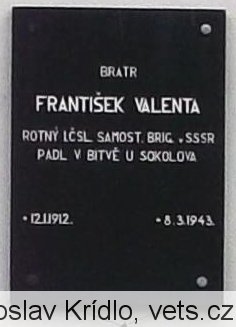 BRATR
FRANTIŠEK VALENTA
ROTNÝ I.ČSL. SAMOST. BRIG. v SSSR
PADL V BITVĚ U SOKOLOVA
* 12.1.1912. * 8.3.1943.
oslav Krídlo, vets.cz